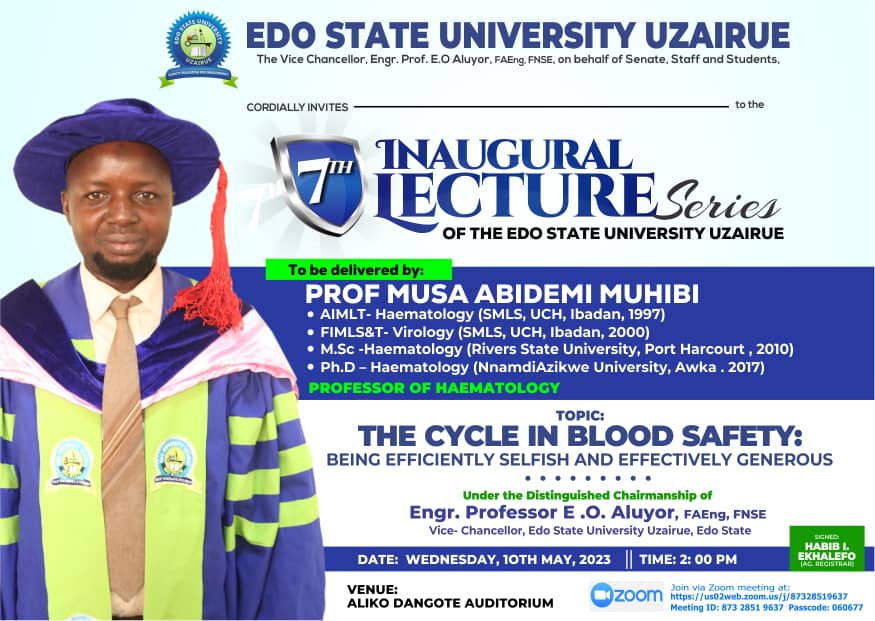 EDO STATE UNIVERSITY UZAIRUE
The Vice Chancellor, Engr. Prof. E.O Aluyor, FAEng, FNSE, on behalf of Senate, Staff and Students,
CORDIALLY INVITES to the
7TH INAUGURAL
LECTURE Series
OF THE EDO STATE UNIVERSITY UZAIRUE
To be delivered by:
PROF MUSA ABIDEMI MUHIBI
• AIMLT- Haematology (SMLS, UCH, Ibadan, 1997)
• FIMLS&T- Virology (SMLS, UCH, Ibadan, 2000)
• M.Sc -Haematology (Rivers State University, Port Harcourt , 2010)
• Ph.D – Haematology (NnamdiAzikwe University, Awka . 2017)
PROFESSOR OF HAEMATOLOGY
TOPIC:
THE CYCLE IN BLOOD SAFETY:
BEING EFFICIENTLY SELFISH AND EFFECTIVELY GENEROUS
Under the Distinguished Chairmanship of
Engr. Professor E .O. Aluyor, FAEng, FNSE
Vice- Chancellor, Edo State University Uzairue, Edo State
SIGNED:
HABIB I.
EKHALEFO
(AG. REGISTRAR)
DATE: WEDNESDAY, 10TH MAY, 2023 || TIME: 2: 00 PM
VENUE:
ALIKO DANGOTE AUDITORIUM
zoom
Join via Zoom meeting at:
https://us02web.zoom.us/j/87328519637
Meeting ID: 873 2851 9637 Passcode: 060677